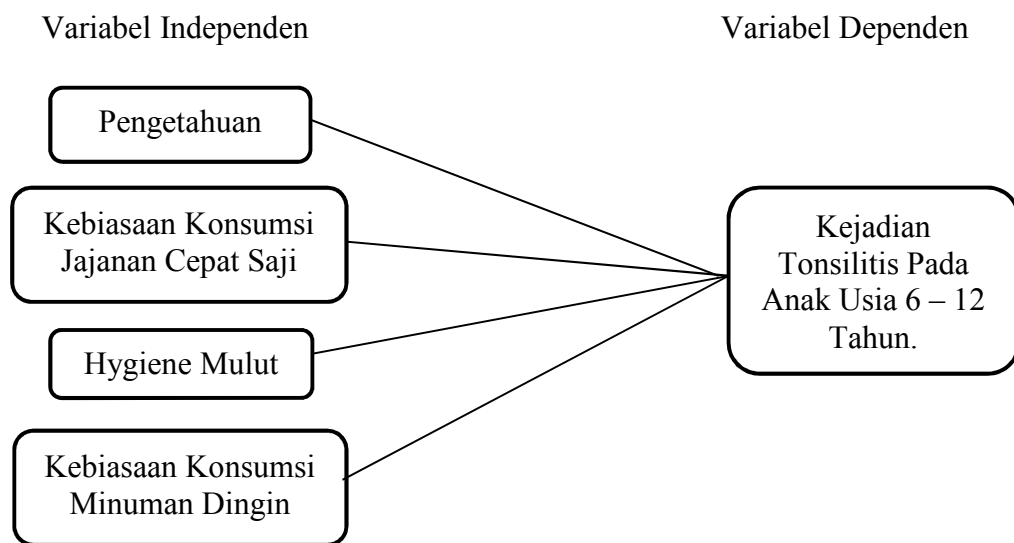 Variabel Independen
Variabel Dependen
Pengetahuan
Kebiasaan Konsumsi
Jajanan Cepat Saji
Hygiene Mulut
Kebiasaan Konsumsi
Minuman Dingin
Kejadian
Tonsilitis Pada
Anak Usia 6 – 12
Tahun.